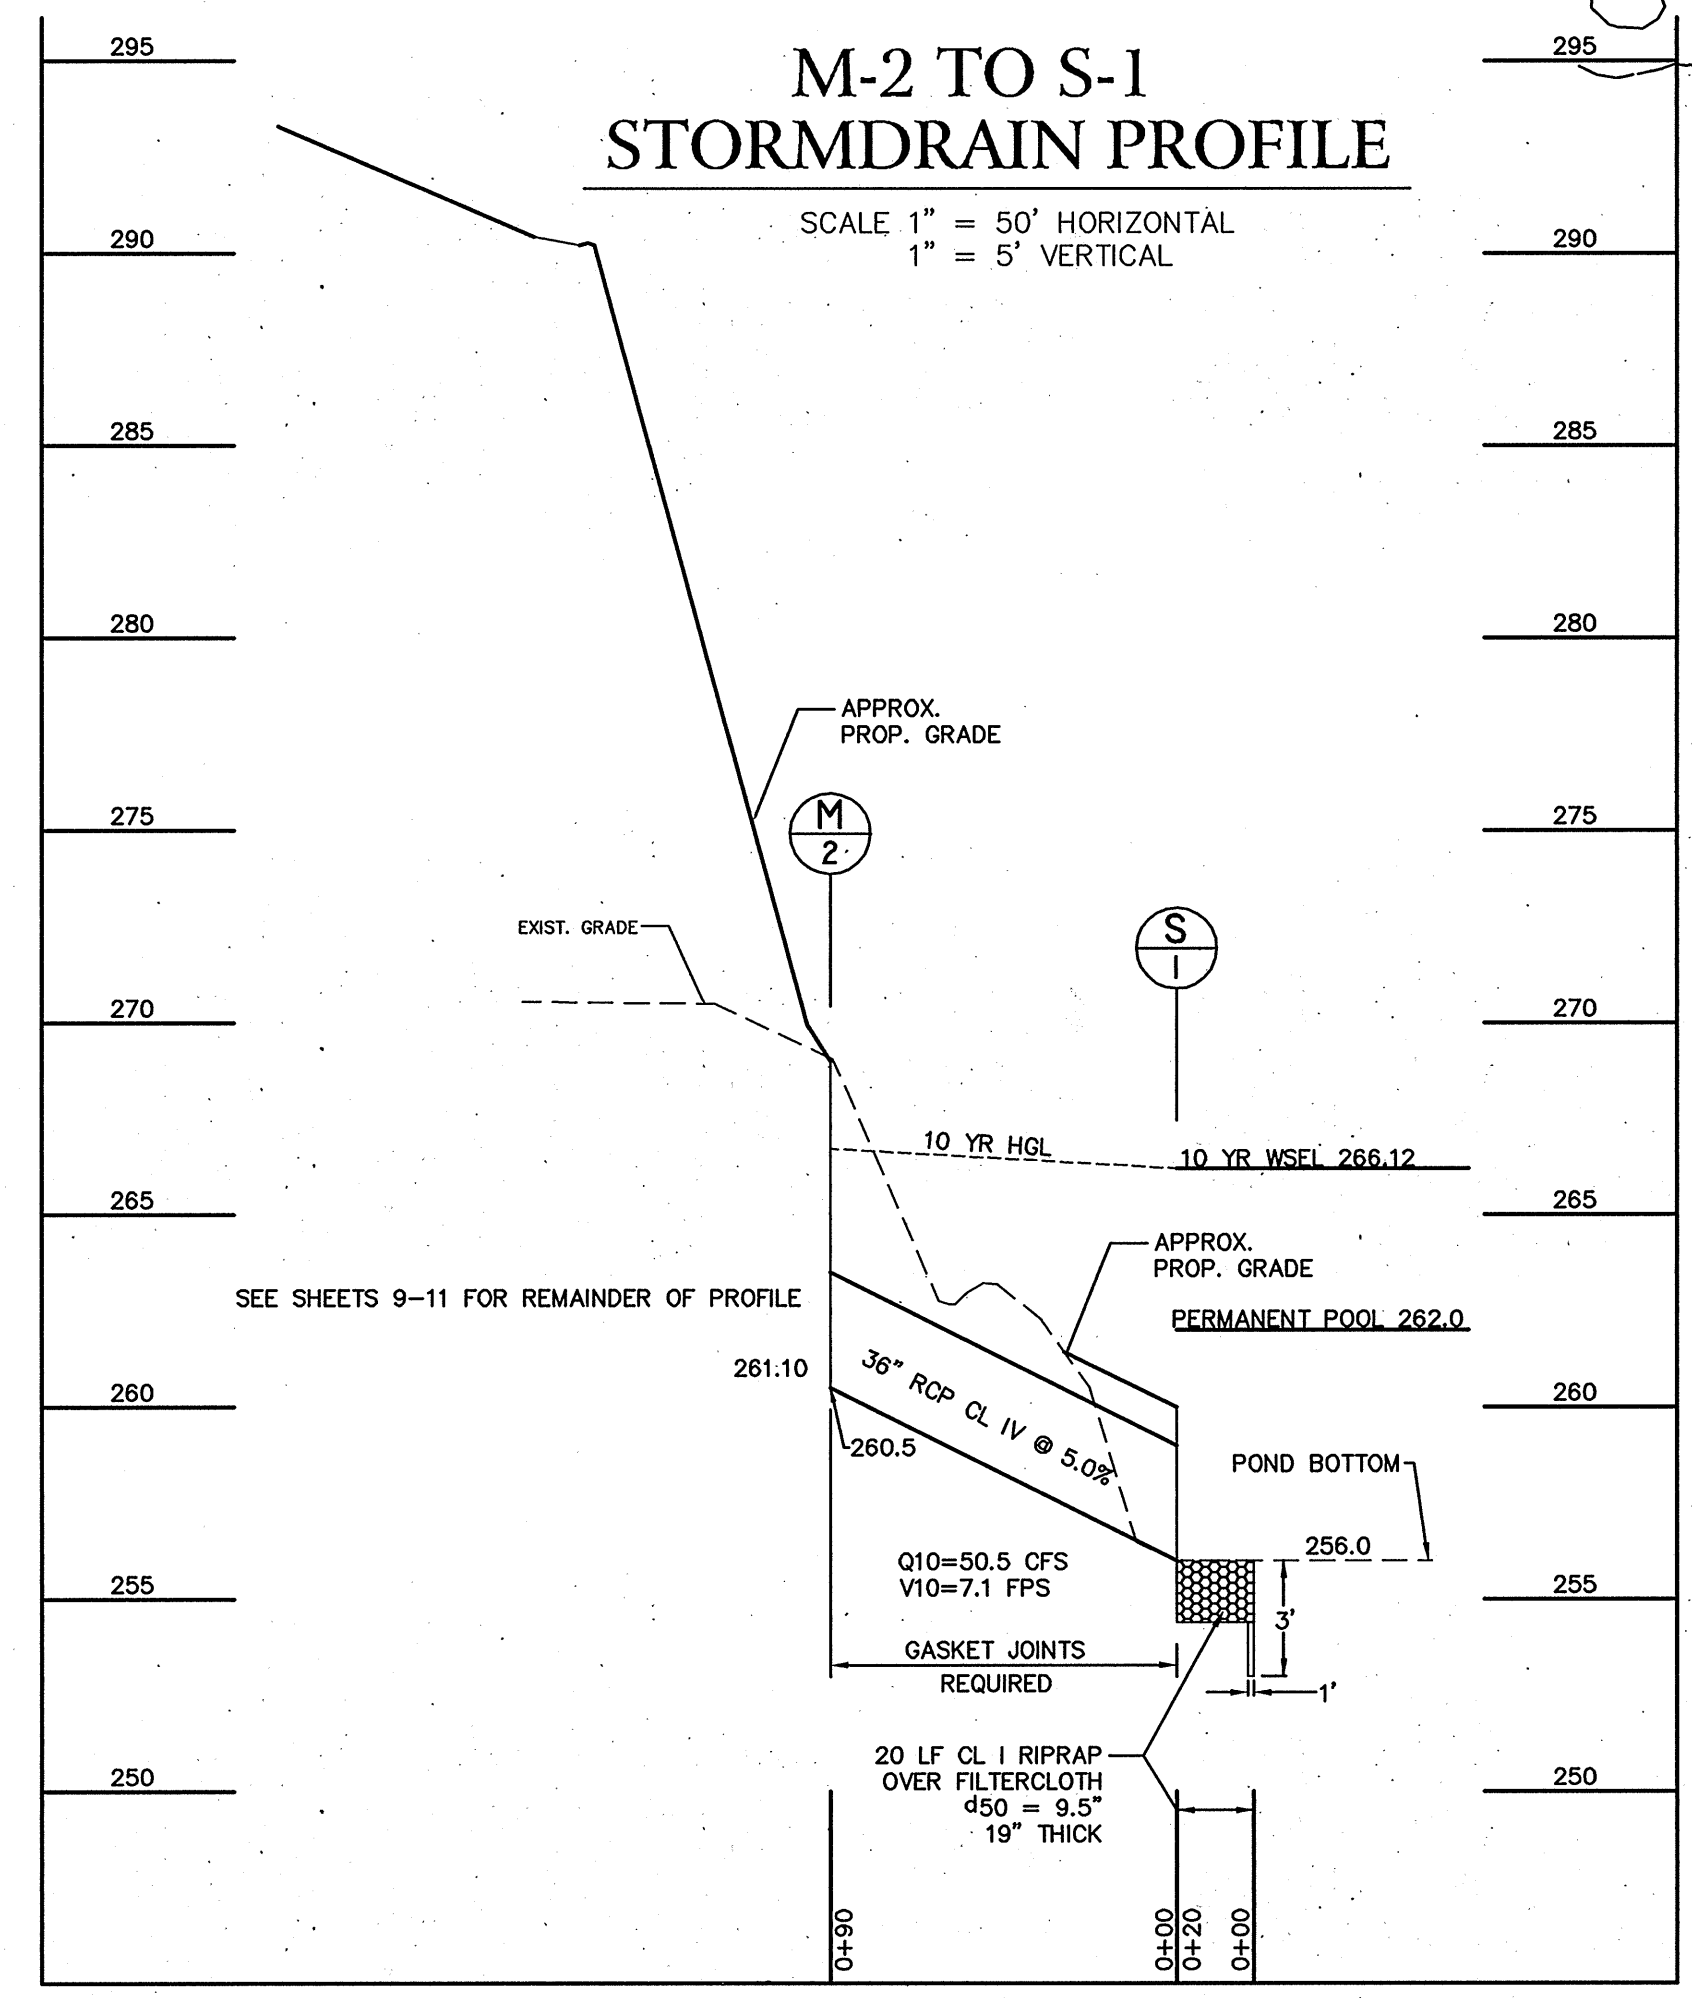 M-2 TO S-1
STORMDRAIN PROFILE
SCALE 1" = 50' HORIZONTAL
1" = 5' VERTICAL
295
295
290
290
285
285
280
280
APPROX.
PROP. GRADE
275
M
2
275
EXIST. GRADE
S
1
270
270
10 YR HGL
10 YR WSEL 266.12
265
265
APPROX.
PROP. GRADE
SEE SHEETS 9-11 FOR REMAINDER OF PROFILE
PERMANENT POOL 262.0
261.10
36" RCP CL IV @ 5.0%
260
260
260.5
POND BOTTOM
256.0
Q10=50.5 CFS
V10=7.1 FPS
255
255
3'
GASKET JOINTS
REQUIRED
1'
20 LF CL I RIPRAP
OVER FILTERCLOTH
d50 = 9.5"
19" THICK
250
250
0+90
0+00
0+20
0+00